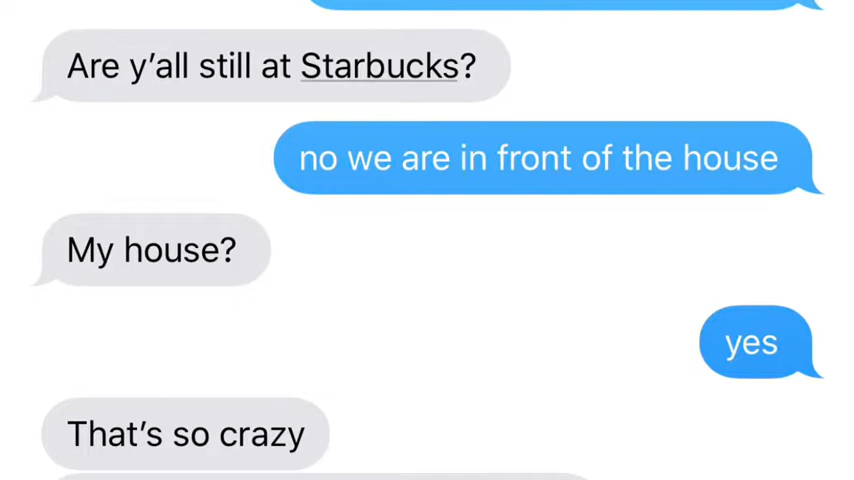 Are y’all still at Starbucks?
no we are in front of the house
My house?
yes
That’s so crazy